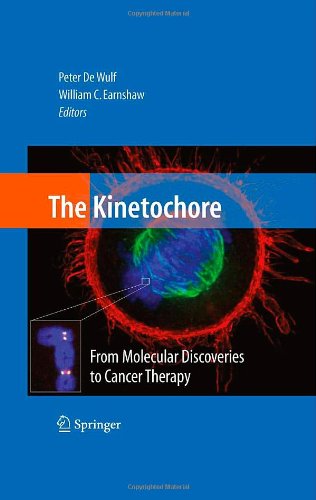 Peter De Wulf
William C. Earnshaw
Editors
The Kinetochore
From Molecular Discoveries
to Cancer Therapy
Springer